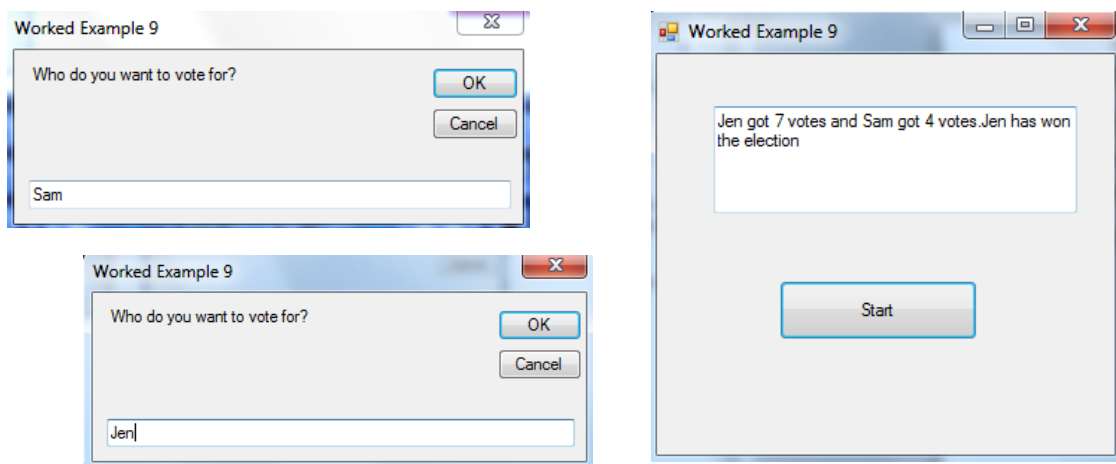 Worked Example 9
Who do you want to vote for?
OK
Cancel
Sam
Worked Example 9
Who do you want to vote for?
OK
Cancel
Jen
Worked Example 9
Jen got 7 votes and Sam got 4 votes.Jen has won
the election
Start